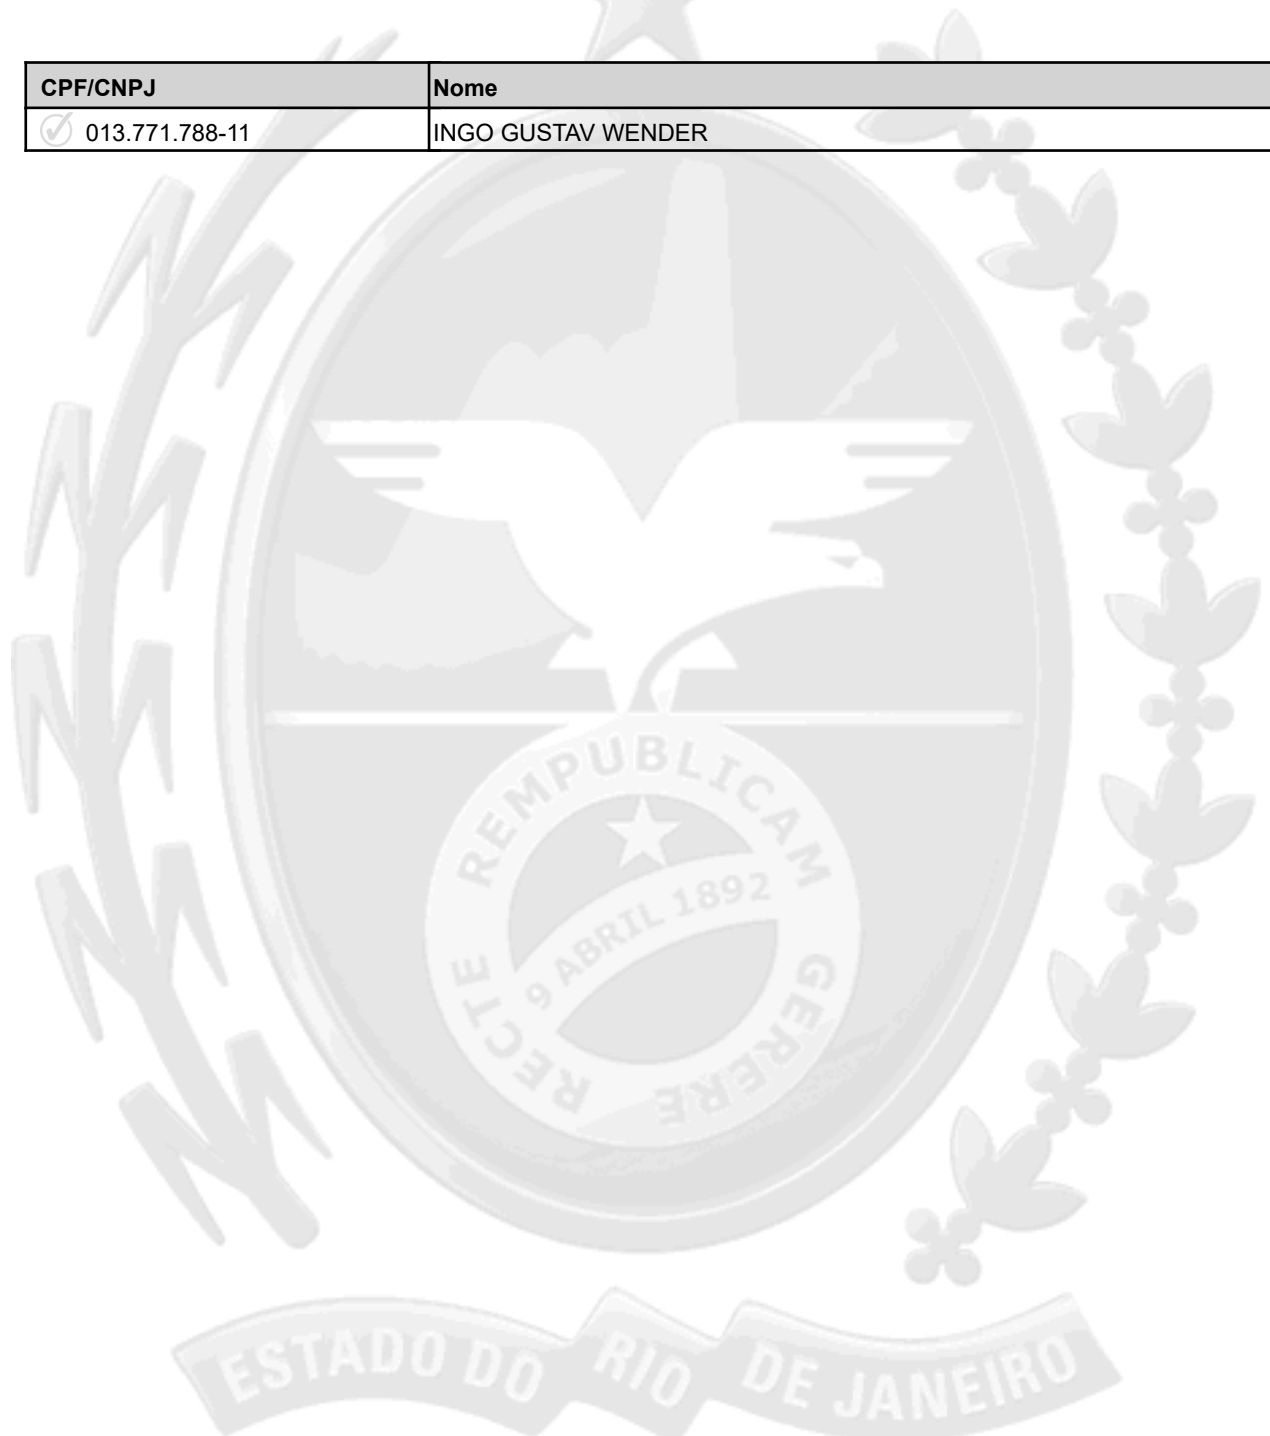 CPF/CNPJ Nome
013.771.788-11 INGO GUSTAV WENDER
REMPUBLICAM
9 ABRIL 1892
RECTE GERERE
ESTADO DO RIO DE JANEIRO